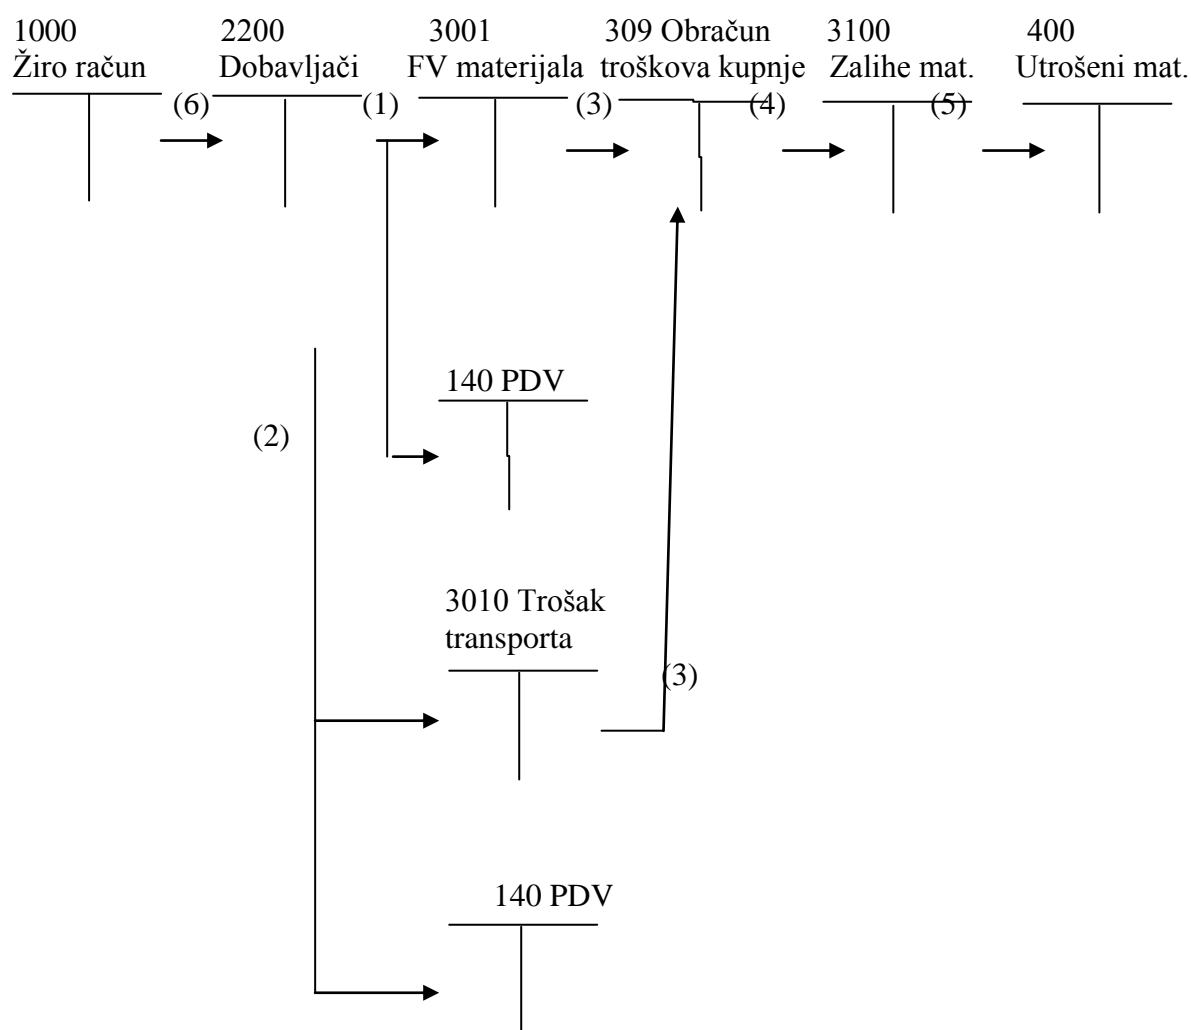 1000 2200 3001 309 Obračun 3100 400
Žiro račun Dobavljači FV materijala troškova kupnje Zalihe mat. Utrošeni mat.
(6) (1) (3) (4) (5)
140 PDV
(2)
3010 Trošak
transporta
(3)
140 PDV